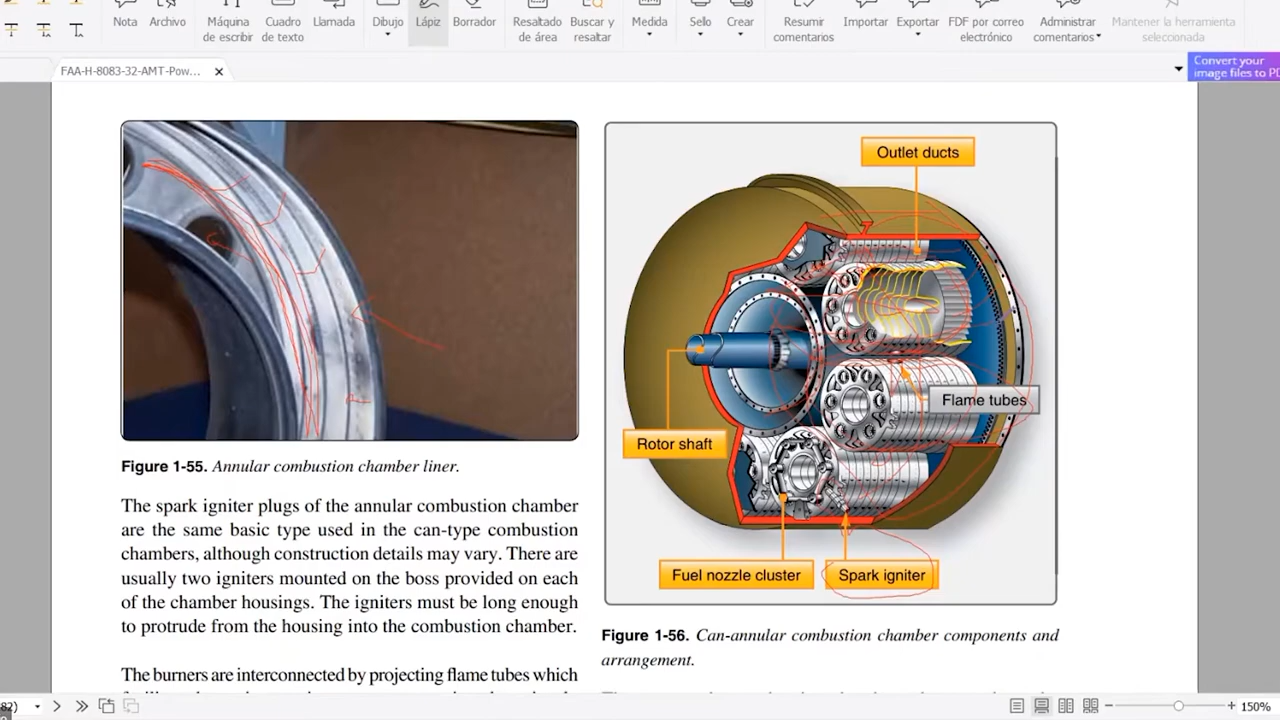 Nota
Archivo
Máquina
de escribir
Cuadro
de texto
Llamada
Dibujo
Lápiz
Borrador
Resaltado
de área
Buscar y
resaltar
Medida
Sello
Crear
Resumir
comentarios
Importar
Exportar
FDF por correo
electrónico
Administrar
comentarios
Mantener la herramienta
seleccionada
FAA-H-8083-32-AMT-Pow...
Convert your
image files to PD
Outlet ducts
Flame tubes
Rotor shaft
Fuel nozzle cluster
Spark igniter
Figure 1-55. Annular combustion chamber liner.
The spark igniter plugs of the annular combustion chamber
are the same basic type used in the can-type combustion
chambers, although construction details may vary. There are
usually two igniters mounted on the boss provided on each
of the chamber housings. The igniters must be long enough
to protrude from the housing into the combustion chamber.
The burners are interconnected by projecting flame tubes which
Figure 1-56. Can-annular combustion chamber components and
arrangement.
82)
150%